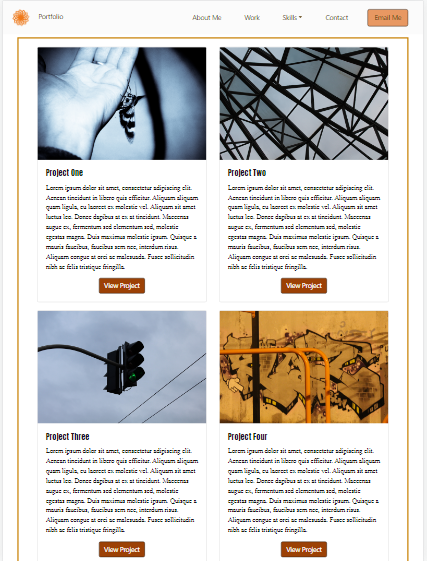 Portfolio
About Me
Work
Skills
Contact
Email Me
Project One
Lorem ipsum dolor sit amet, consectetur adipiscing elit.
Aenean tincidunt in libero quis efficitur. Aliquam aliquam
quam ligula, eu laoreet ex molestie vel. Aliquam sit amet
luctus leo. Donec dapibus at ex at tincidunt. Maecenas
augue ex, fermentum sed elementum sed, molestie
egestas magna. Duis maximus molestie ipsum. Quisque a
mauris faucibus, faucibus sem nec, interdum risus.
Aliquam congue at orci ac malesuada. Fusce sollicitudin
nibh ac felis tristique fringilla.
View Project
Project Two
Lorem ipsum dolor sit amet, consectetur adipiscing elit.
Aenean tincidunt in libero quis efficitur. Aliquam aliquam
quam ligula, eu laoreet ex molestie vel. Aliquam sit amet
luctus leo. Donec dapibus at ex at tincidunt. Maecenas
augue ex, fermentum sed elementum sed, molestie
egestas magna. Duis maximus molestie ipsum. Quisque a
mauris faucibus, faucibus sem nec, interdum risus.
Aliquam congue at orci ac malesuada. Fusce sollicitudin
nibh ac felis tristique fringilla.
View Project
Project Three
Lorem ipsum dolor sit amet, consectetur adipiscing elit.
Aenean tincidunt in libero quis efficitur. Aliquam aliquam
quam ligula, eu laoreet ex molestie vel. Aliquam sit amet
luctus leo. Donec dapibus at ex at tincidunt. Maecenas
augue ex, fermentum sed elementum sed, molestie
egestas magna. Duis maximus molestie ipsum. Quisque a
mauris faucibus, faucibus sem nec, interdum risus.
Aliquam congue at orci ac malesuada. Fusce sollicitudin
nibh ac felis tristique fringilla.
View Project
Project Four
Lorem ipsum dolor sit amet, consectetur adipiscing elit.
Aenean tincidunt in libero quis efficitur. Aliquam aliquam
quam ligula, eu laoreet ex molestie vel. Aliquam sit amet
luctus leo. Donec dapibus at ex at tincidunt. Maecenas
augue ex, fermentum sed elementum sed, molestie
egestas magna. Duis maximus molestie ipsum. Quisque a
mauris faucibus, faucibus sem nec, interdum risus.
Aliquam congue at orci ac malesuada. Fusce sollicitudin
nibh ac felis tristique fringilla.
View Project